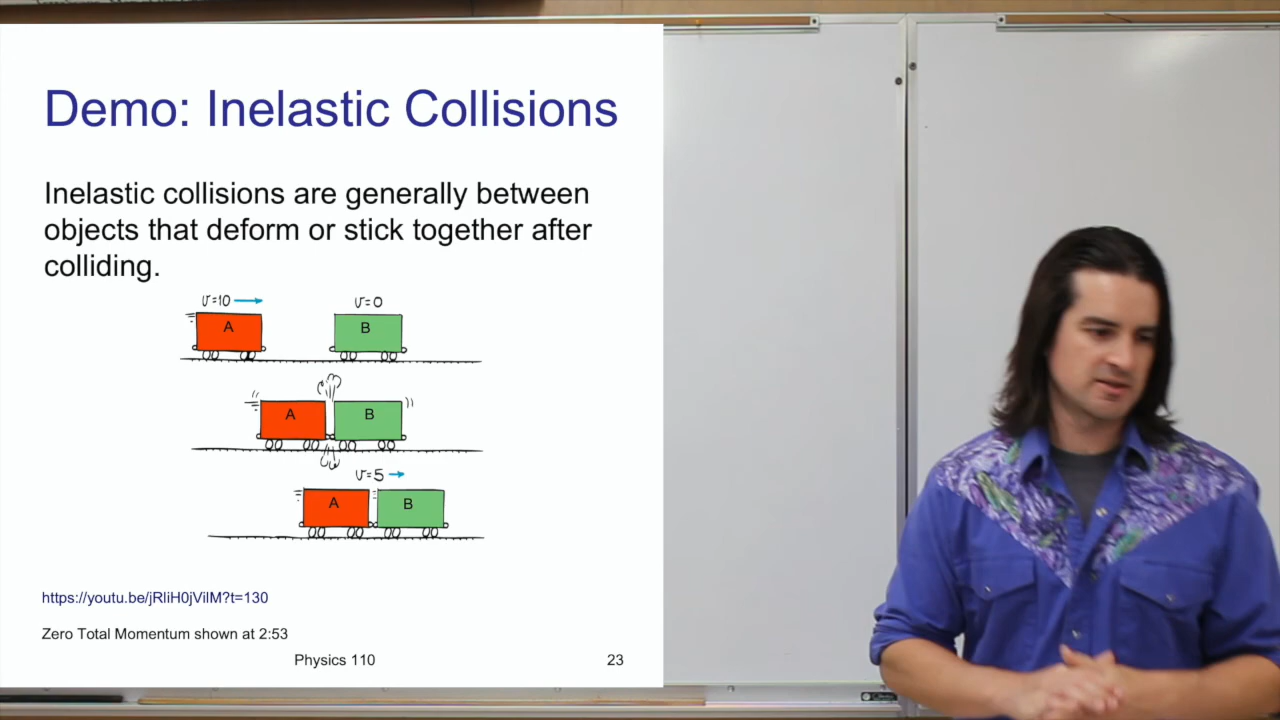 Demo: Inelastic Collisions
Inelastic collisions are generally between
objects that deform or stick together after
colliding.
v=10
v=0
A
B
A
B
v=5
A
B
https://youtu.be/jRliH0jVilM?t=130
Zero Total Momentum shown at 2:53
Physics 110
23